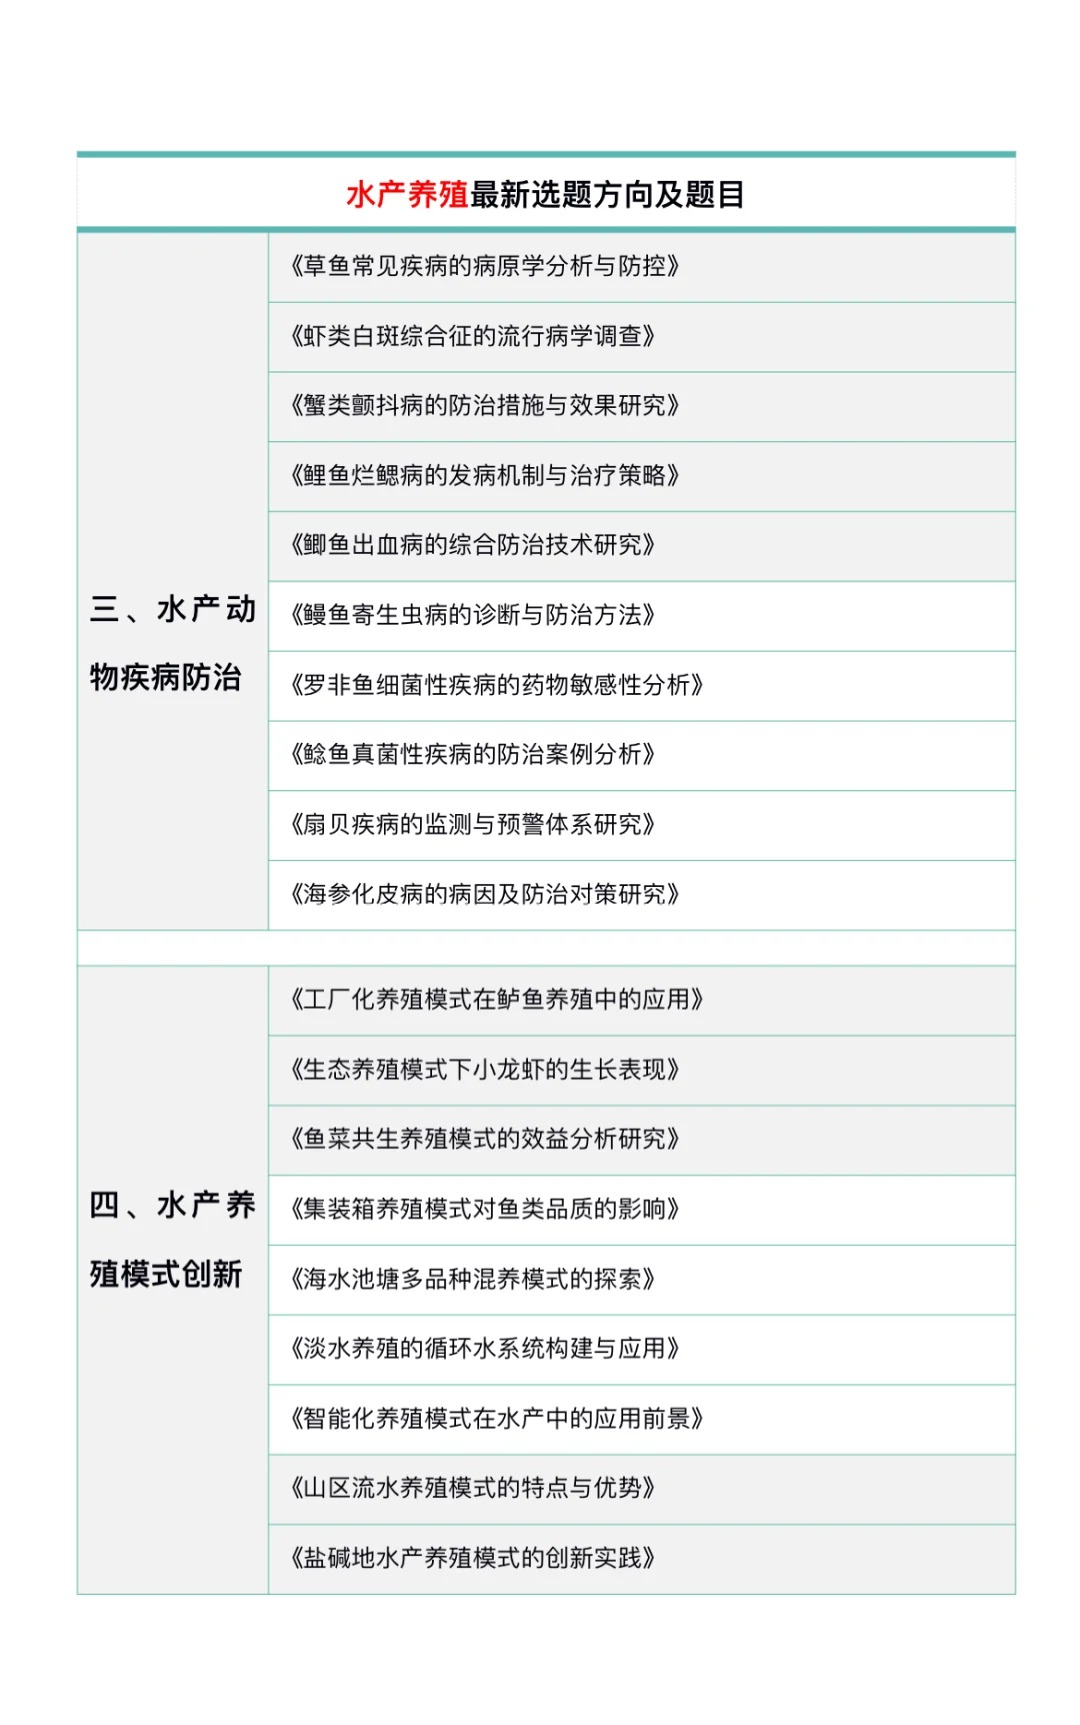 水产养殖最新选题方向及题目
三、水产动
物疾病防治
《草鱼常见疾病的病原学分析与防控》
《虾类白斑综合征的流行病学调查》
《蟹类颤抖病的防治措施与效果研究》
《鲤鱼烂鳃病的发病机制与治疗策略》
《鲫鱼出血病的综合防治技术研究》
《鳗鱼寄生虫病的诊断与防治方法》
《罗非鱼细菌性疾病的药物敏感性分析》
《鲶鱼真菌性疾病的防治案例分析》
《扇贝疾病的监测与预警体系研究》
《海参化皮病的病因及防治对策研究》
四、水产养
殖模式创新
《工厂化养殖模式在鲈鱼养殖中的应用》
《生态养殖模式下小龙虾的生长表现》
《鱼菜共生养殖模式的效益分析研究》
《集装箱养殖模式对鱼类品质的影响》
《海水池塘多品种混养模式的探索》
《淡水养殖的循环水系统构建与应用》
《智能化养殖模式在水产中的应用前景》
《山区流水养殖模式的特点与优势》
《盐碱地水产养殖模式的创新实践》